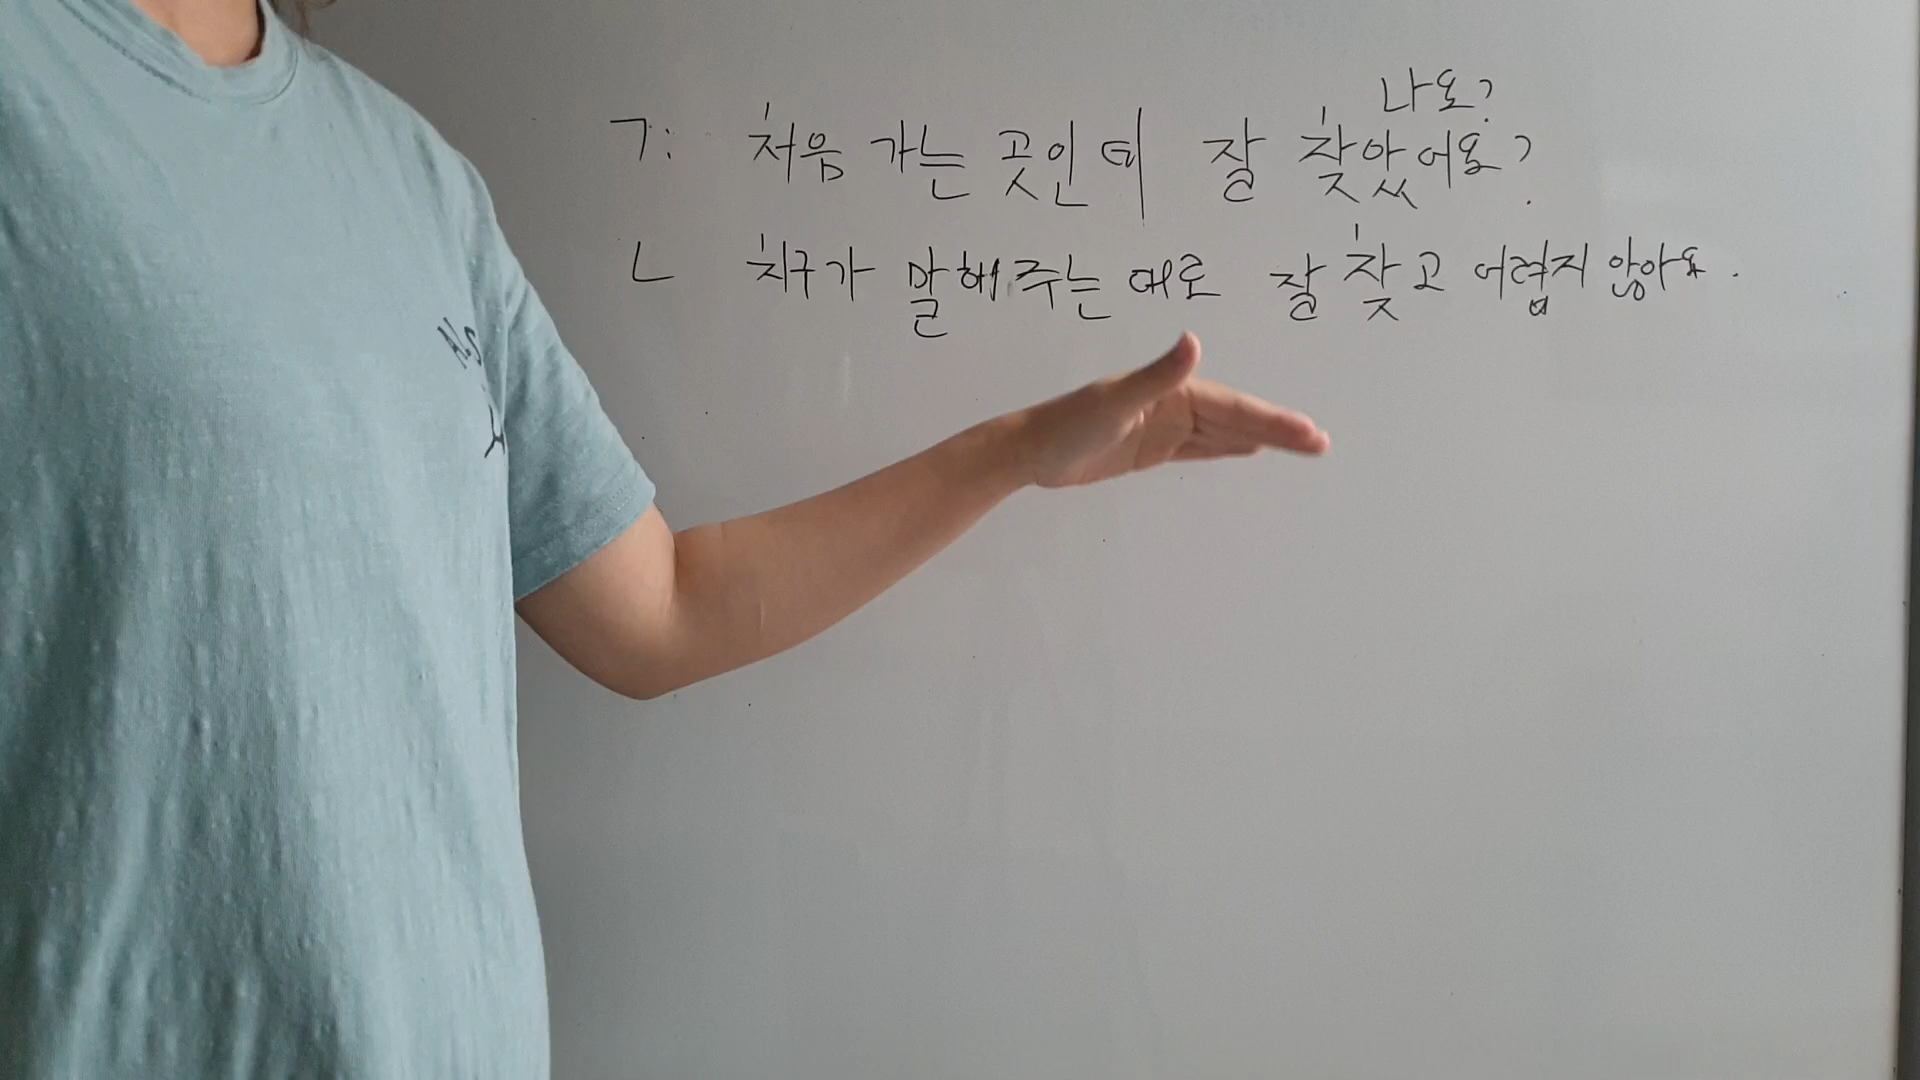 나요?
ㄱ: 처음 가는 곳인데 잘 찾았어요?
ㄴ 치구가 말해 주는 대로 잘 찾고 어렵지 않아요.